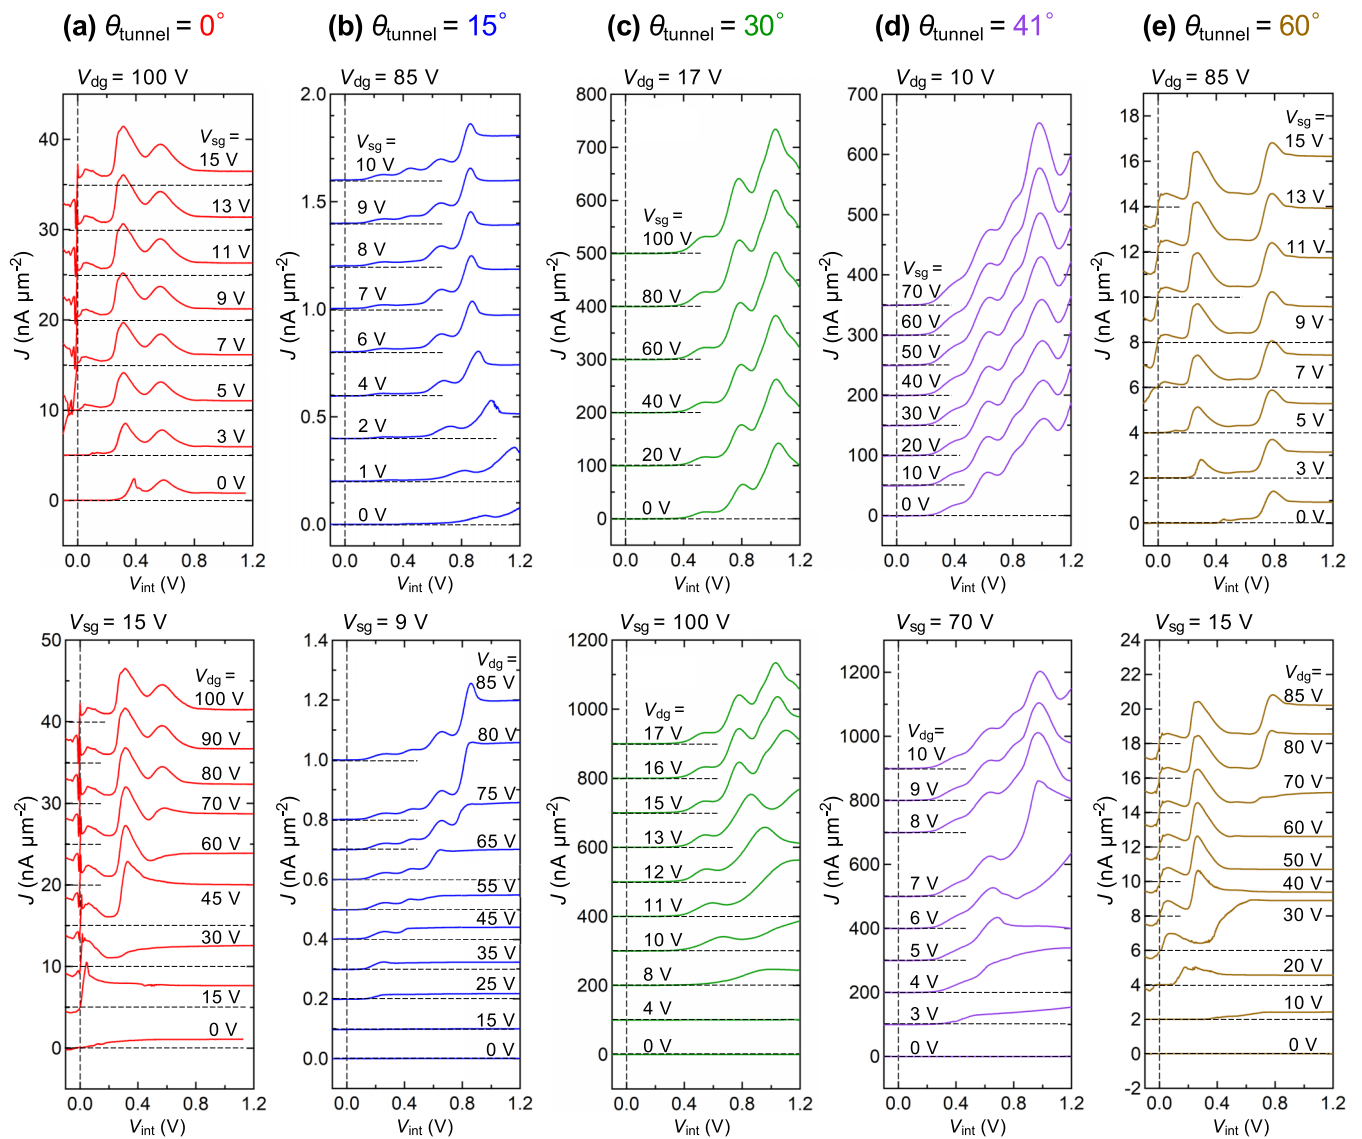 (a) θtunnel = 0°
(b) θtunnel = 15°
(c) θtunnel = 30°
(d) θtunnel = 41°
(e) θtunnel = 60°
Vdg = 100 V
40
30
20
10
0
J (nA μm-2)
Vsg =
15 V
13 V
11 V
9 V
7 V
5 V
3 V
0 V
0.0 0.4 0.8 1.2
Vint (V)
Vdg = 85 V
2.0
1.5
1.0
0.5
0.0
J (nA μm-2)
Vsg =
10 V
9 V
8 V
7 V
6 V
4 V
2 V
1 V
0 V
0.0 0.4 0.8 1.2
Vint (V)
Vdg = 17 V
800
700
600
500
400
300
200
100
0
J (nA μm-2)
Vsg =
100 V
80 V
60 V
40 V
20 V
0 V
0.0 0.4 0.8 1.2
Vint (V)
Vdg = 10 V
700
600
500
400
300
200
100
0
J (nA μm-2)
Vsg =
70 V
60 V
50 V
40 V
30 V
20 V
10 V
0 V
0.0 0.4 0.8 1.2
Vint (V)
Vdg = 85 V
18
16
14
12
10
8
6
4
2
0
J (nA μm-2)
Vsg =
15 V
13 V
11 V
9 V
7 V
5 V
3 V
0 V
0.0 0.4 0.8 1.2
Vint (V)
Vsg = 15 V
50
40
30
20
10
0
J (nA μm-2)
Vdg =
100 V
90 V
80 V
70 V
60 V
45 V
30 V
15 V
0 V
0.0 0.4 0.8 1.2
Vint (V)
Vsg = 9 V
1.4
1.2
1.0
0.8
0.6
0.4
0.2
0.0
J (nA μm-2)
Vdg =
85 V
80 V
75 V
65 V
55 V
45 V
35 V
25 V
15 V
0 V
0.0 0.4 0.8 1.2
Vint (V)
Vsg = 100 V
1200
1000
800
600
400
200
0
J (nA μm-2)
Vdg =
17 V
16 V
15 V
13 V
12 V
11 V
10 V
8 V
4 V
0 V
0.0 0.4 0.8 1.2
Vint (V)
Vsg = 70 V
1200
1000
800
600
400
200
0
J (nA μm-2)
Vdg=
10 V
9 V
8 V
7 V
6 V
5 V
4 V
3 V
0 V
0.0 0.4 0.8 1.2
Vint (V)
Vsg = 15 V
24
22
20
18
16
14
12
10
8
6
4
2
0
-2
J (nA μm-2)
Vdg =
85 V
80 V
70 V
60 V
50 V
40 V
30 V
20 V
10 V
0 V
0.0 0.4 0.8 1.2
Vint (V)